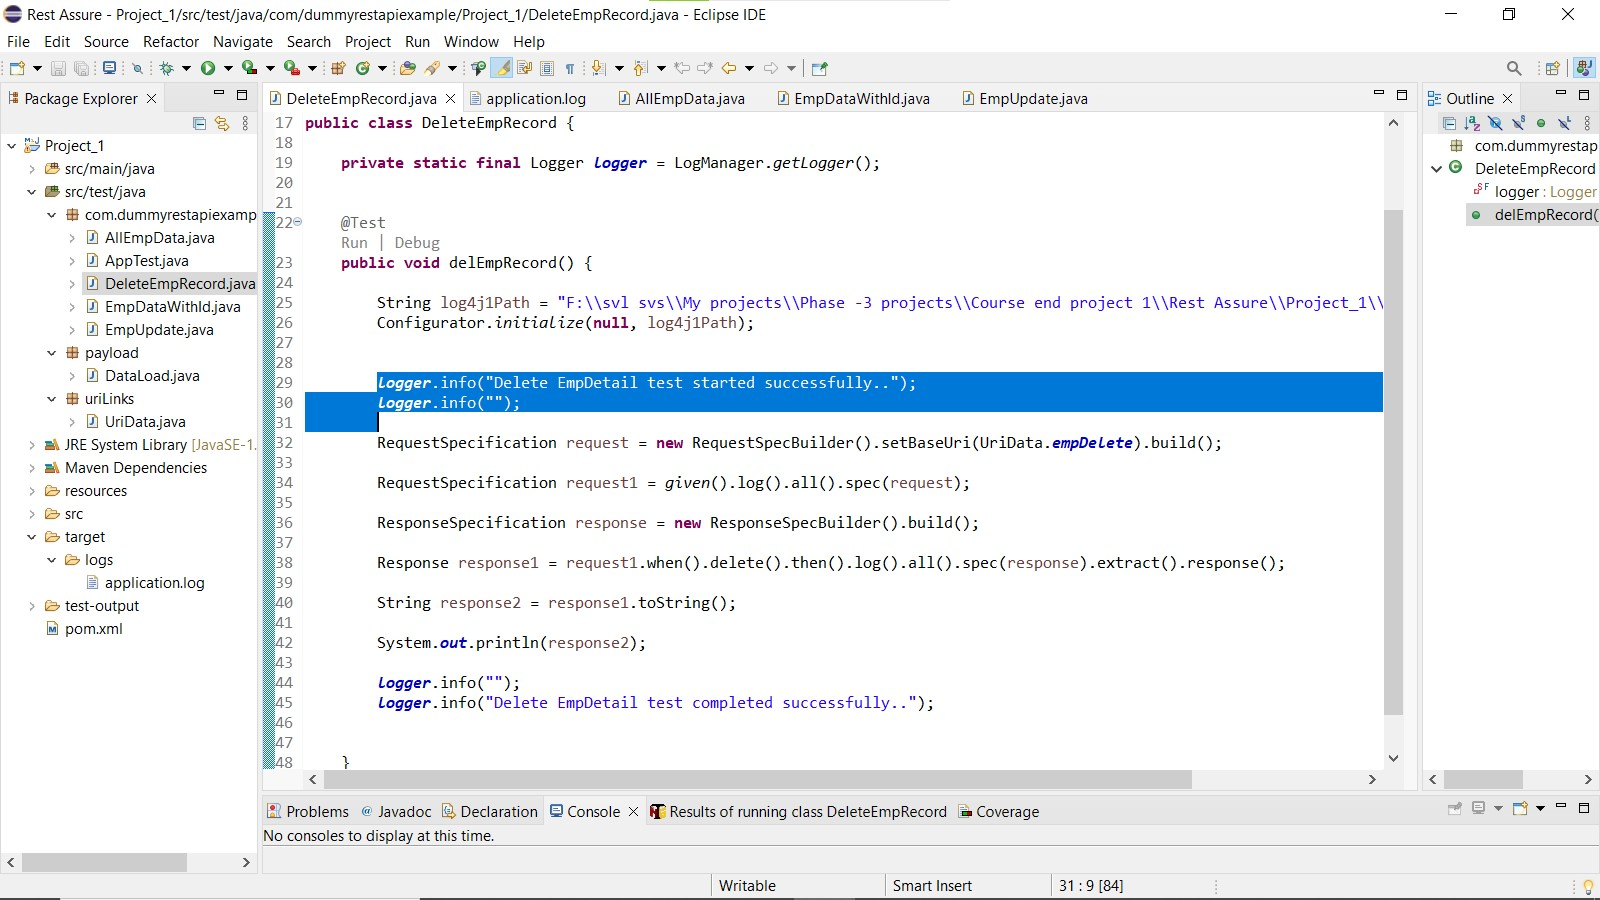 Rest Assure - Project_1/src/test/java/com/dummyrestapiexample/Project_1/DeleteEmpRecord.java - Eclipse IDE
File Edit Source Refactor Navigate Search Project Run Window Help
Package Explorer
Project_1
src/main/java
src/test/java
com.dummyrestapiexamp
AllEmpData.java
AppTest.java
DeleteEmpRecord.java
EmpDataWithId.java
EmpUpdate.java
payload
DataLoad.java
uriLinks
UriData.java
JRE System Library [JavaSE-1.
Maven Dependencies
resources
src
target
logs
application.log
test-output
pom.xml
DeleteEmpRecord.java application.log AllEmpData.java EmpDataWithId.java EmpUpdate.java
17 public class DeleteEmpRecord {
18
19 private static final Logger logger = LogManager.getLogger();
20
21
22 @Test
Run | Debug
23 public void delEmpRecord() {
24
25 String log4j1Path = "F:\\svl svs\\My projects\\Phase -3 projects\\Course end project 1\\Rest Assure\\Project_1\\
26 Configurator.initialize(null, log4j1Path);
27
28
29 logger.info("Delete EmpDetail test started successfully..");
30 logger.info("");
31
32 RequestSpecification request = new RequestSpecBuilder().setBaseUri(UriData.empDelete).build();
33
34 RequestSpecification request1 = given().log().all().spec(request);
35
36 ResponseSpecification response = new ResponseSpecBuilder().build();
37
38 Response response1 = request1.when().delete().then().log().all().spec(response).extract().response();
39
40 String response2 = response1.toString();
41
42 System.out.println(response2);
43
44 logger.info("");
45 logger.info("Delete EmpDetail test completed successfully..");
46
47
48 }
Outline
com.dummyrestap
DeleteEmpRecord
logger : Logger
delEmpRecord(
Problems Javadoc Declaration Console Results of running class DeleteEmpRecord Coverage
No consoles to display at this time.
Writable Smart Insert 31 : 9 [84]